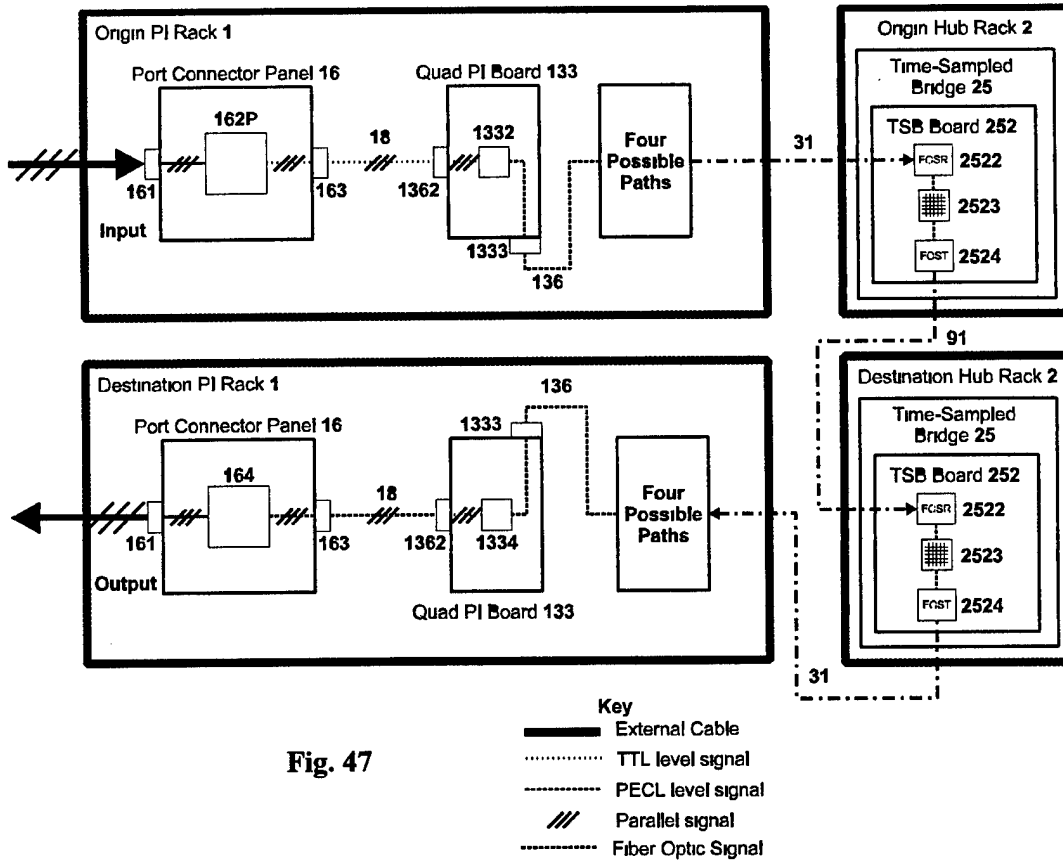 Origin PI Rack 1
Port Connector Panel 16
162P
161
Input
163
18
Quad PI Board 133
1332
1362
1333
136
Four
Possible
Paths
31
Origin Hub Rack 2
Time-Sampled
Bridge 25
TSB Board 252
FOSR
2522
2523
FOST
2524
91
Destination PI Rack 1
Port Connector Panel 16
164
161
Output
163
18
136
1333
1362
1334
Quad PI Board 133
Four
Possible
Paths
31
Destination Hub Rack 2
Time-Sampled
Bridge 25
TSB Board 252
FOSR
2522
2523
FOST
2524
Key
External Cable
TTL level signal
PECL level signal
Parallel signal
Fiber Optic Signal
Fig. 47